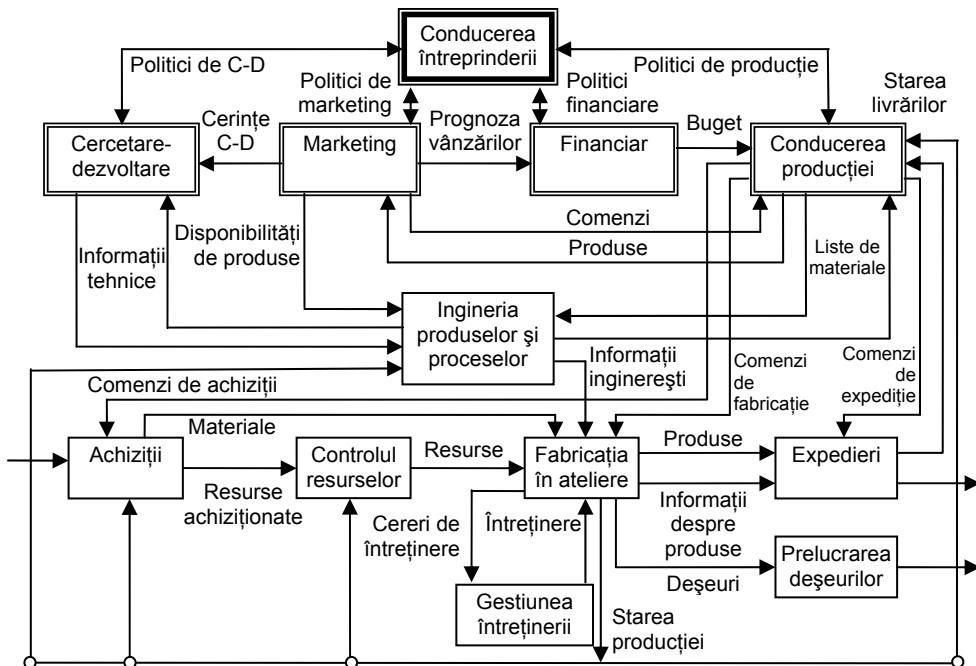 Conducerea
întreprinderii
Politici de C-D
Politici de
marketing
Politici
financiare
Politici de producție
Starea
livrărilor
Cerințe
C-D
Prognoza
vânzărilor
Buget
Cercetare-
dezvoltare
Marketing
Financiar
Conducerea
producției
Comenzi
Produse
Informații
tehnice
Disponibilități
de produse
Liste de
materiale
Ingineria
produselor şi
proceselor
Informații
inginereşti
Comenzi
de
fabricație
Comenzi
de
expediție
Comenzi de achiziții
Materiale
Achiziții
Controlul
resurselor
Resurse
Fabricația
în ateliere
Produse
Expedieri
Resurse
achiziționate
Cereri de
întreținere
Întreținere
Informații
despre
produse
Deşeuri
Prelucrarea
deşeurilor
Gestiunea
întreținerii
Starea
producției